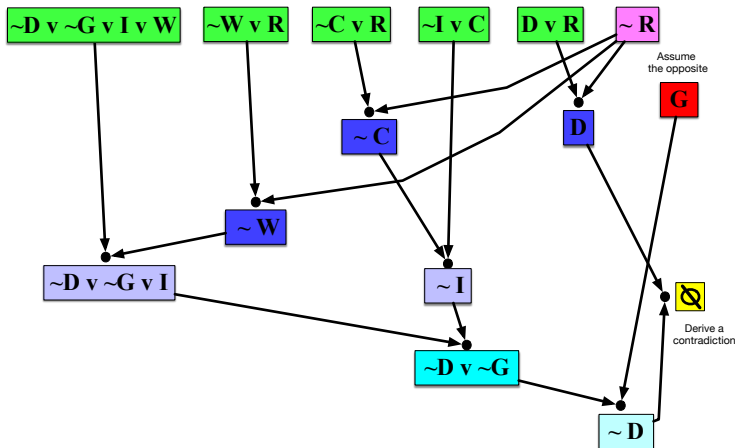 ~D v ~G v I v W
~W v R
~C v R
~I v C
D v R
~ R
Assume
the opposite
G
~ C
D
~ W
~D v ~G v I
~ I
Derive a
contradiction
~D v ~G
~ D